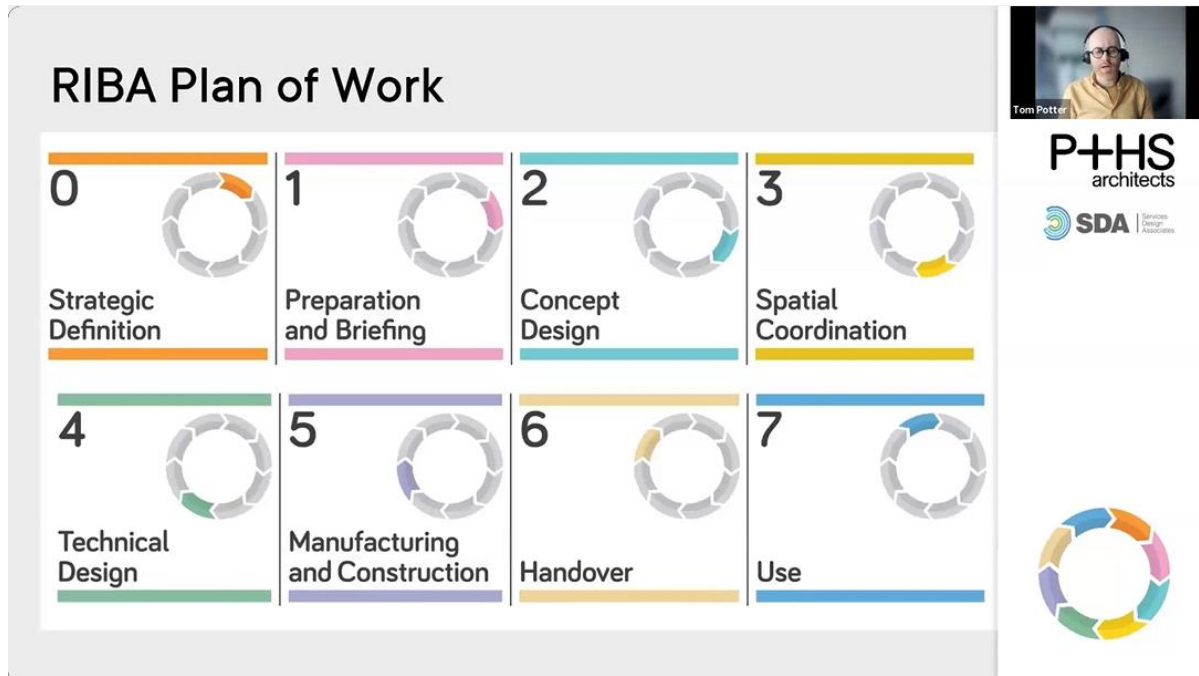 RIBA Plan of Work
0
Strategic
Definition
1
Preparation
and Briefing
2
Concept
Design
3
Spatial
Coordination
4
Technical
Design
5
Manufacturing
and Construction
6
Handover
7
Use
Tom Potter
P+HS
architects
SDA
Services
Design
Associates